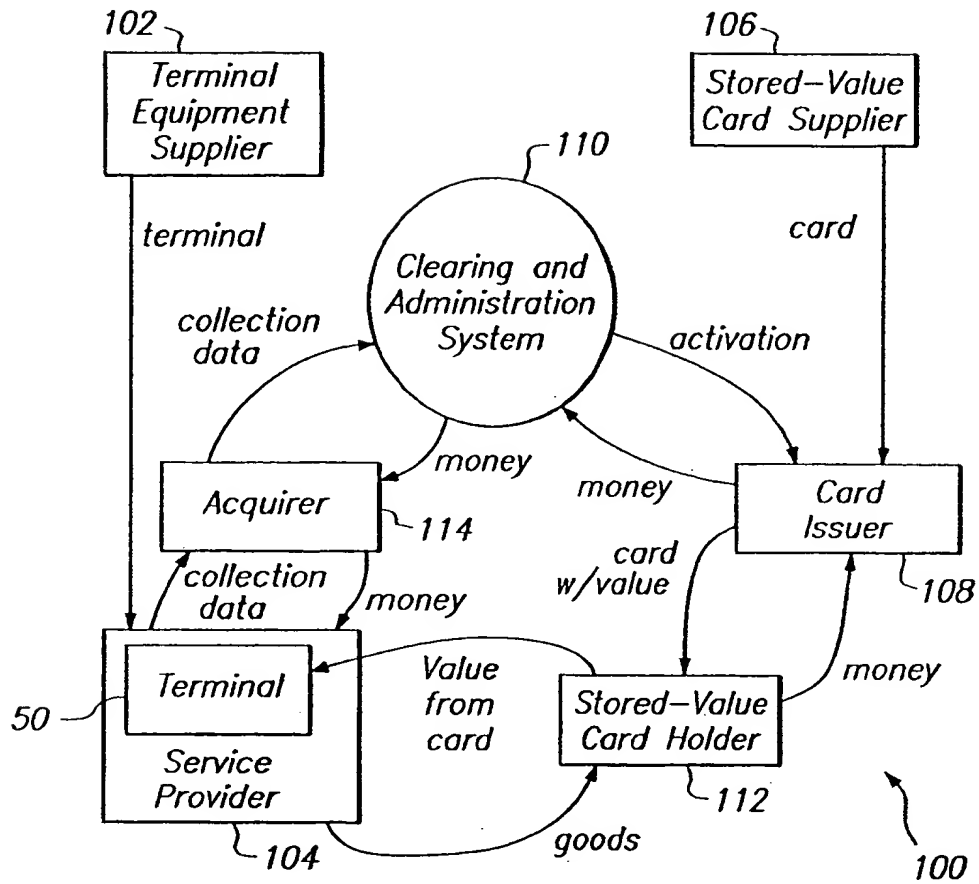 102
Terminal
Equipment
Supplier
106
Stored-Value
Card Supplier
110
terminal
card
Clearing and
Administration
System
collection
data
activation
money
money
Acquirer
114
Card
Issuer
108
collection
data
money
card
w/value
money
Terminal
50
Value
from
card
Stored-Value
Card Holder
112
Service
Provider
104
goods
100